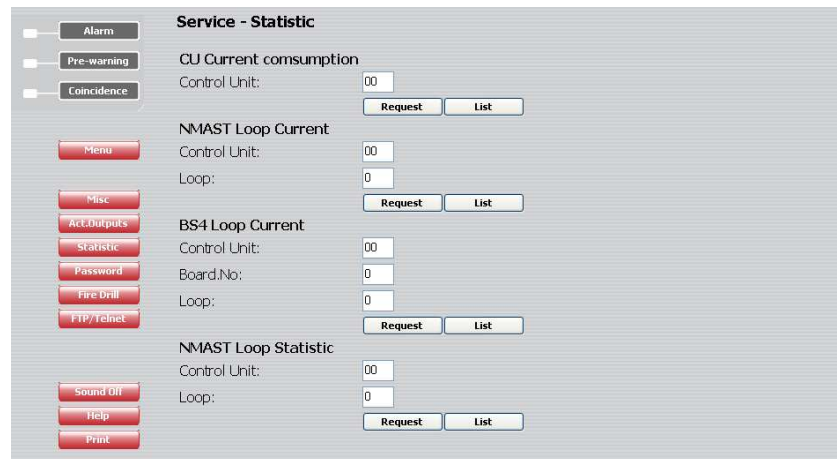 Alarm
Pre-warning
Coincidence
Menu
Misc
Act.Outputs
Statistic
Password
Fire Drill
FTP/Telnet
Sound Off
Help
Print
Service - Statistic
CU Current comsumption
Control Unit: 00
Request List
NMAST Loop Current
Control Unit: 00
Loop: 0
Request List
BS4 Loop Current
Control Unit: 00
Board.No: 0
Loop: 0
Request List
NMAST Loop Statistic
Control Unit: 00
Loop: 0
Request List